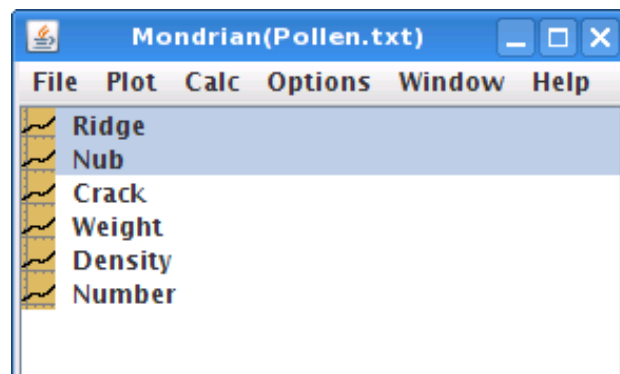 Mondrian(Pollen.txt)
File Plot Calc Options Window Help
Ridge
Nub
Crack
Weight
Density
Number